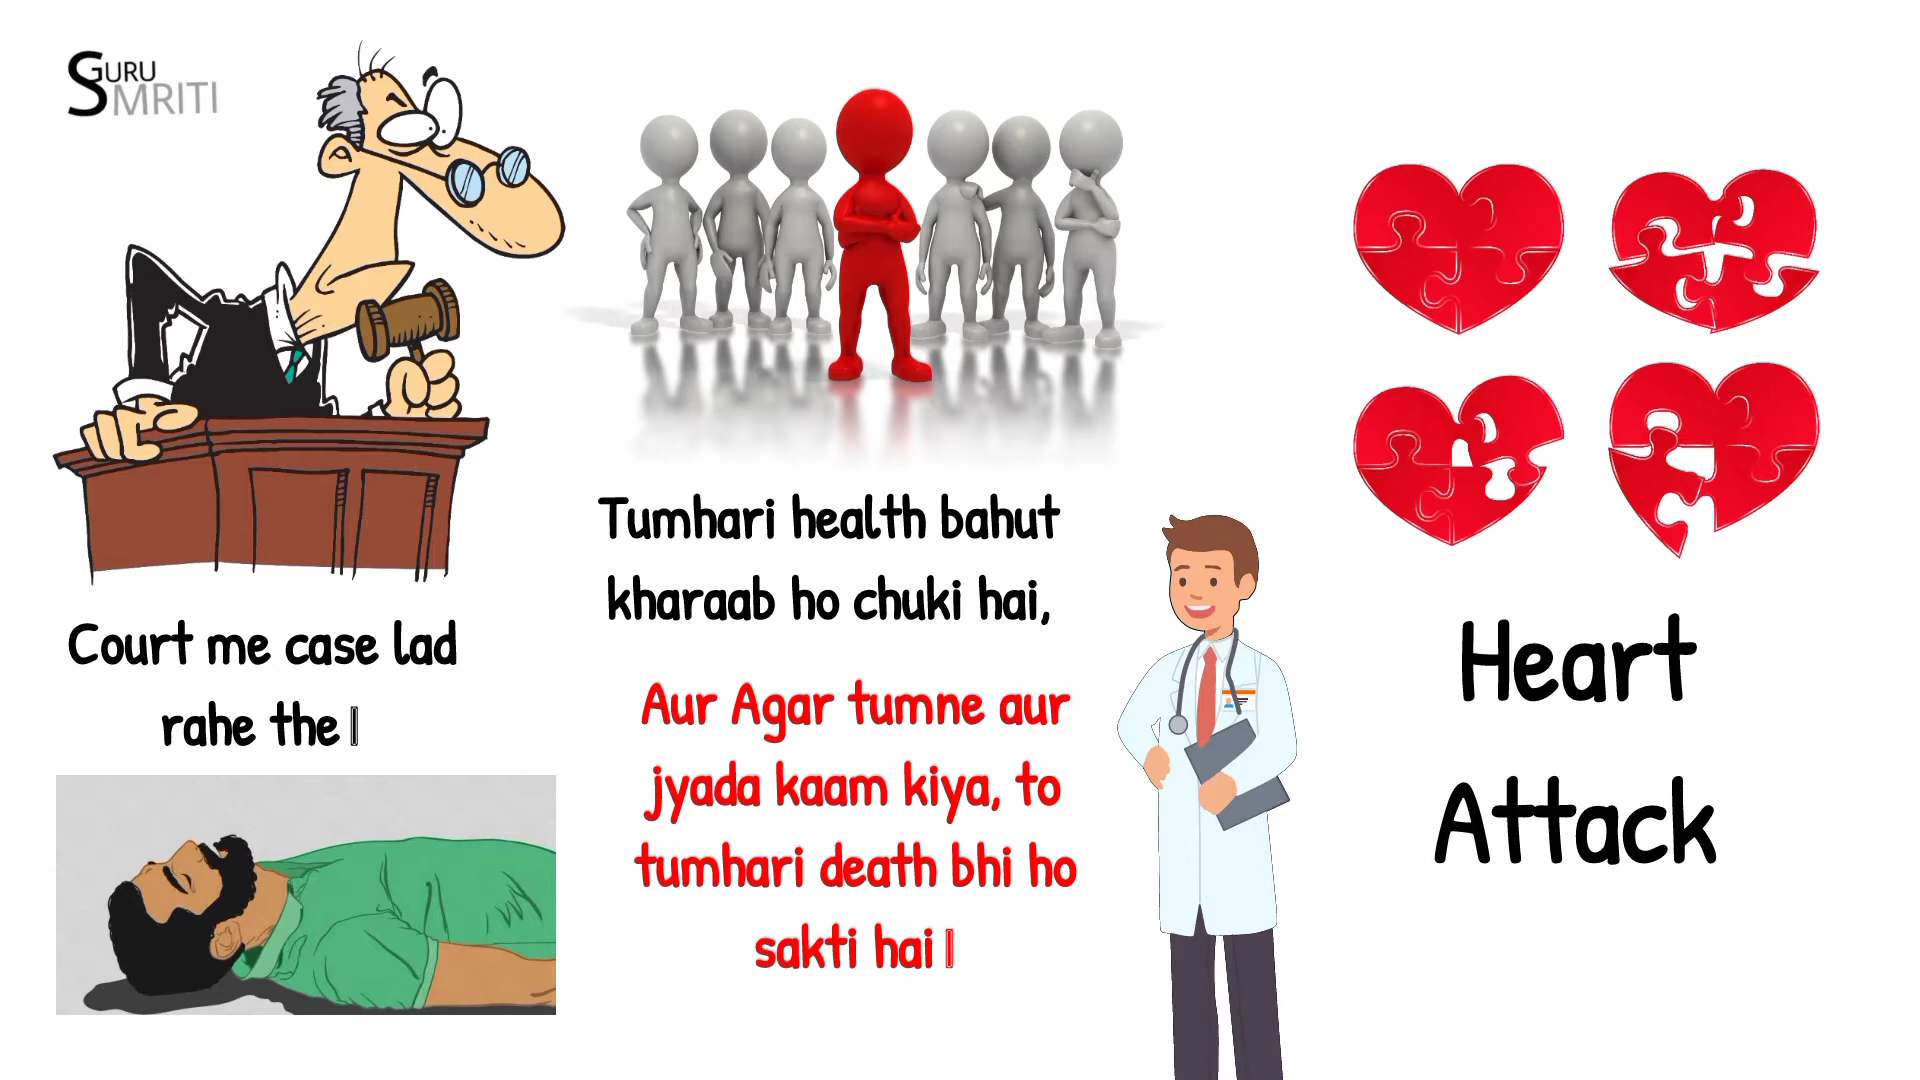 GURU
SMRITI
Court me case lad
rahe the
Tumhari health bahut
kharaab ho chuki hai,
Aur Agar tumne aur
jyada kaam kiya, to
tumhari death bhi ho
sakti hai
Heart
Attack